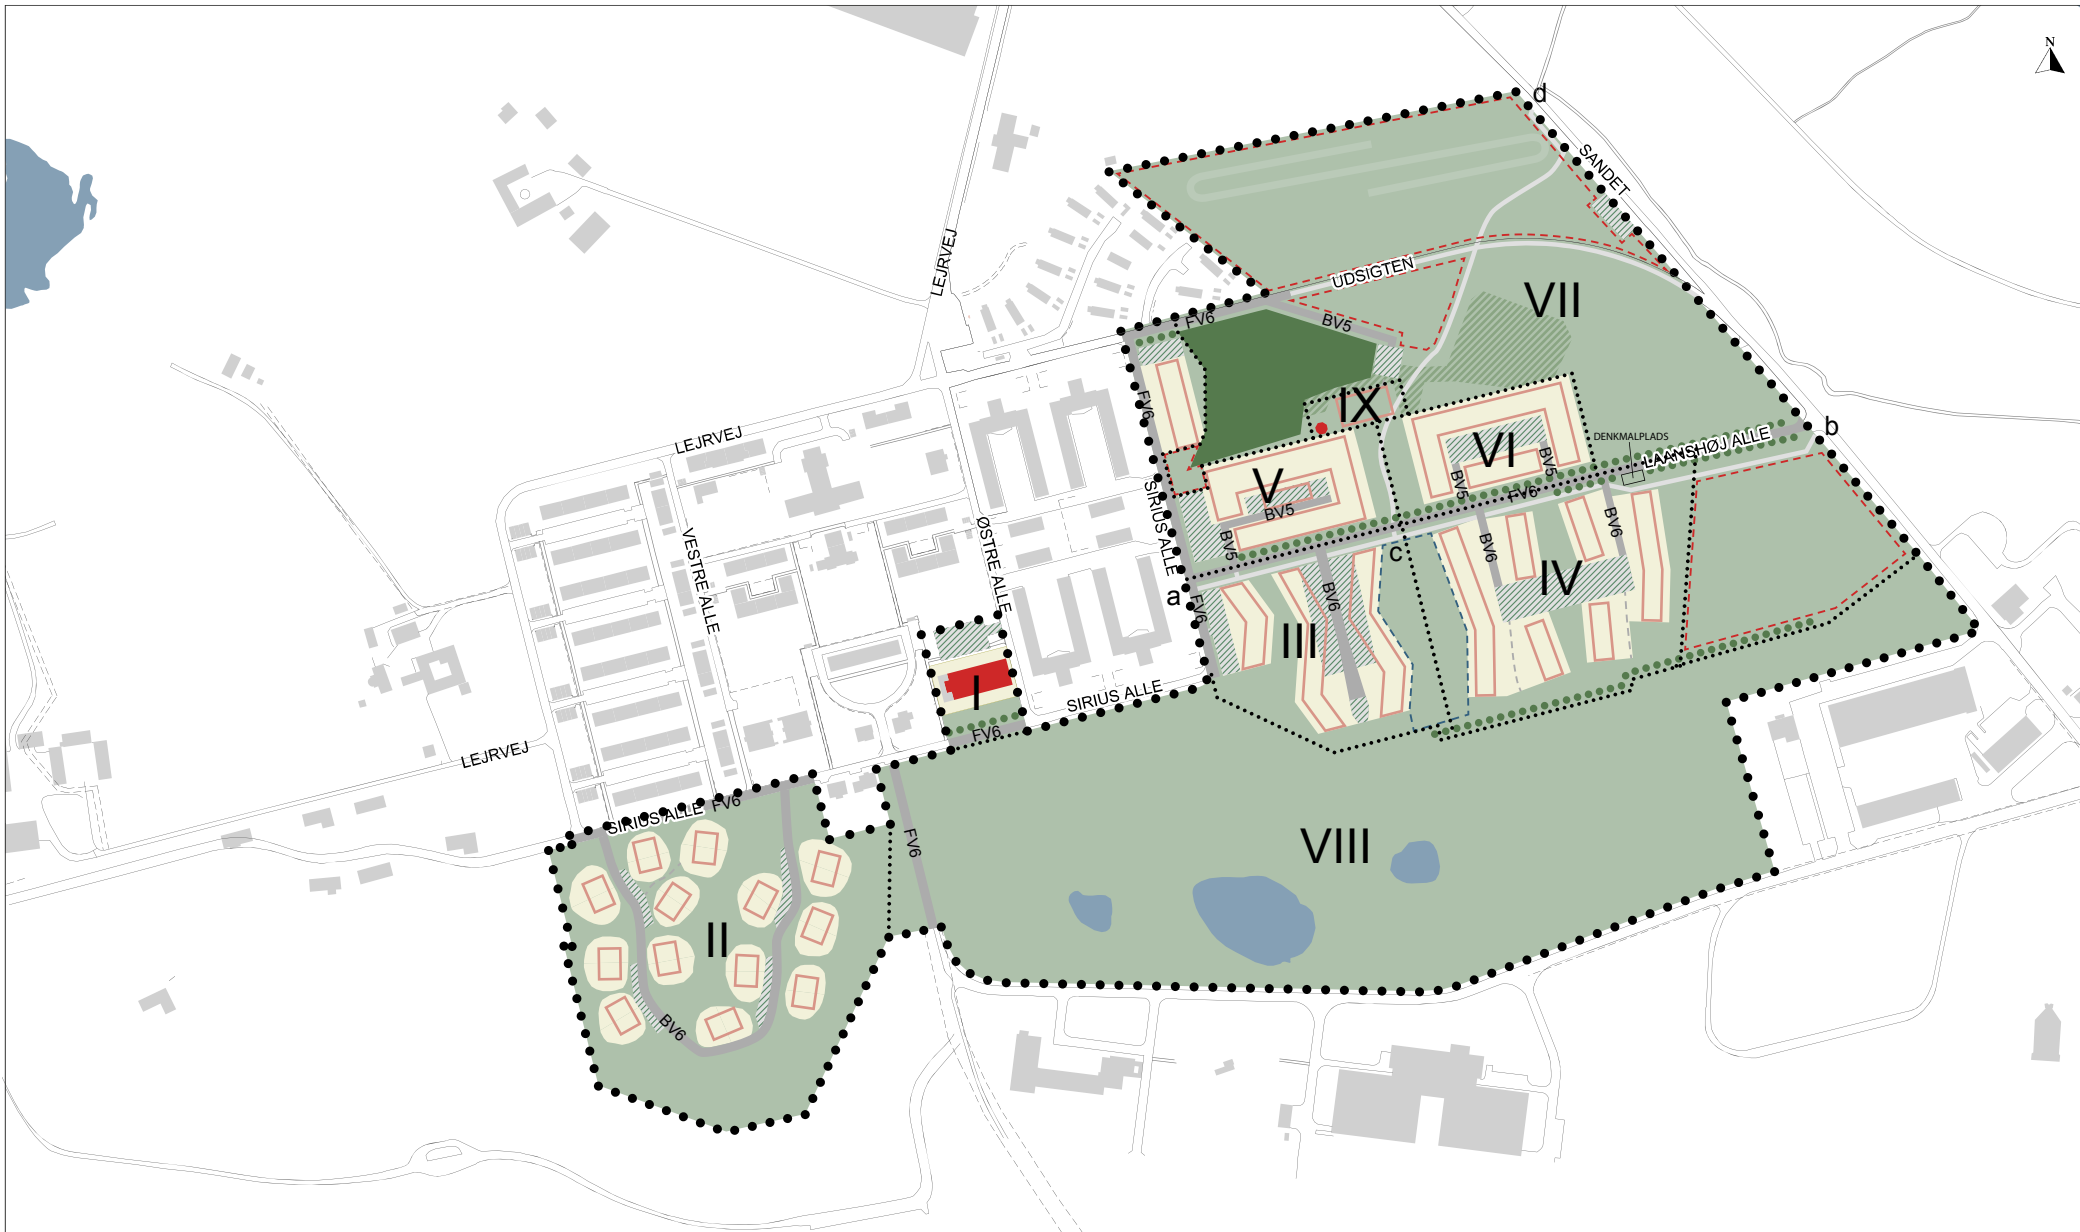 N
d
SANDET
LEJRVEJ
UDSIGTEN
VII
FV6
BV5
FV6
IX
LEJRVEJ
b
DENKMALPLADS
LAANSHØJ ALLE
VI
BV5
BV5
V
BV5
FV6
SIRIUS ALLE
ØSTRE ALLE
VESTRE ALLE
BV5
c
BV6
BV6
IV
a
FV6
BV6
III
I
SIRIUS ALLE
FV6
LEJRVEJ
SIRIUS ALLE
FV6
FV6
VIII
II
BV6